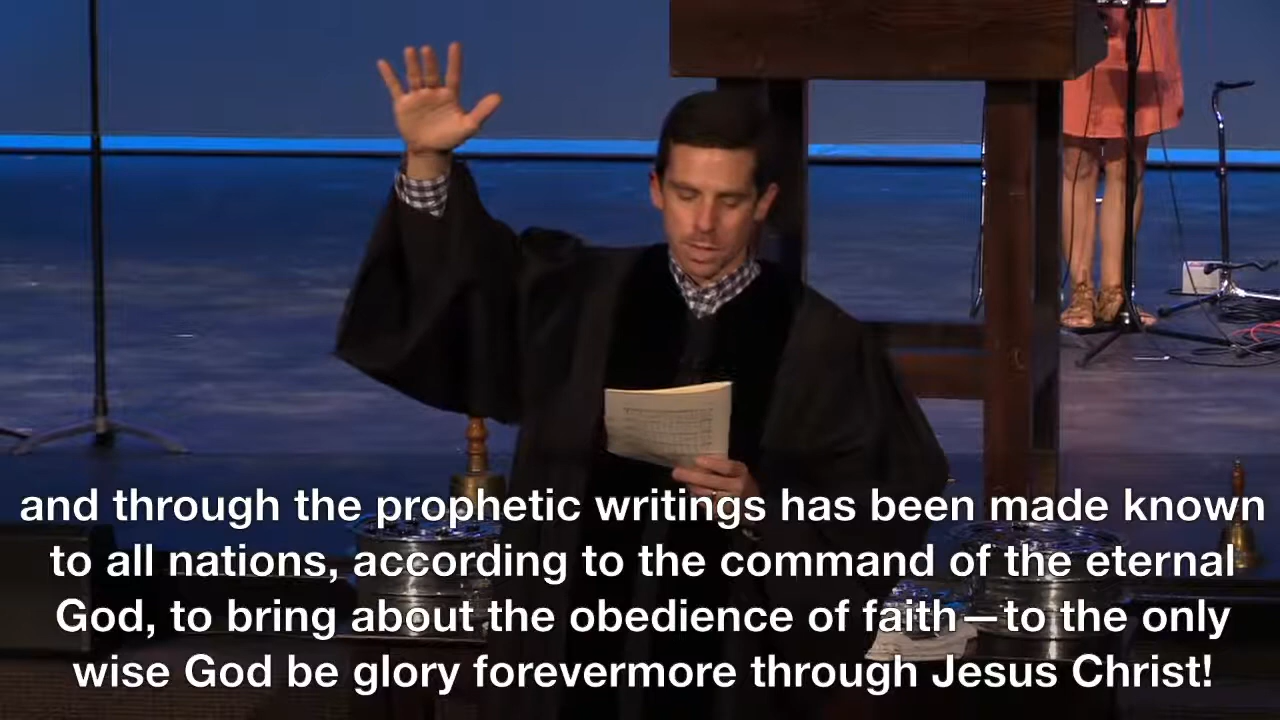 and through the prophetic writings has been made known
to all nations, according to the command of the eternal
God, to bring about the obedience of faith—to the only
wise God be glory forevermore through Jesus Christ!